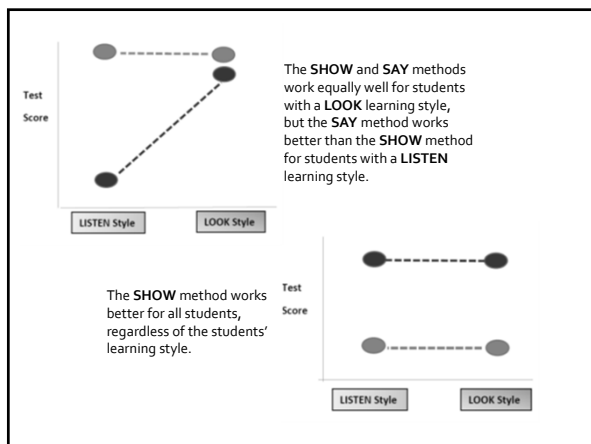 Test
Score
LISTEN Style
LOOK Style
The SHOW and SAY methods
work equally well for students
with a LOOK learning style,
but the SAY method works
better than the SHOW method
for students with a LISTEN
learning style.
The SHOW method works
better for all students,
regardless of the students’
learning style.
Test
Score
LISTEN Style
LOOK Style